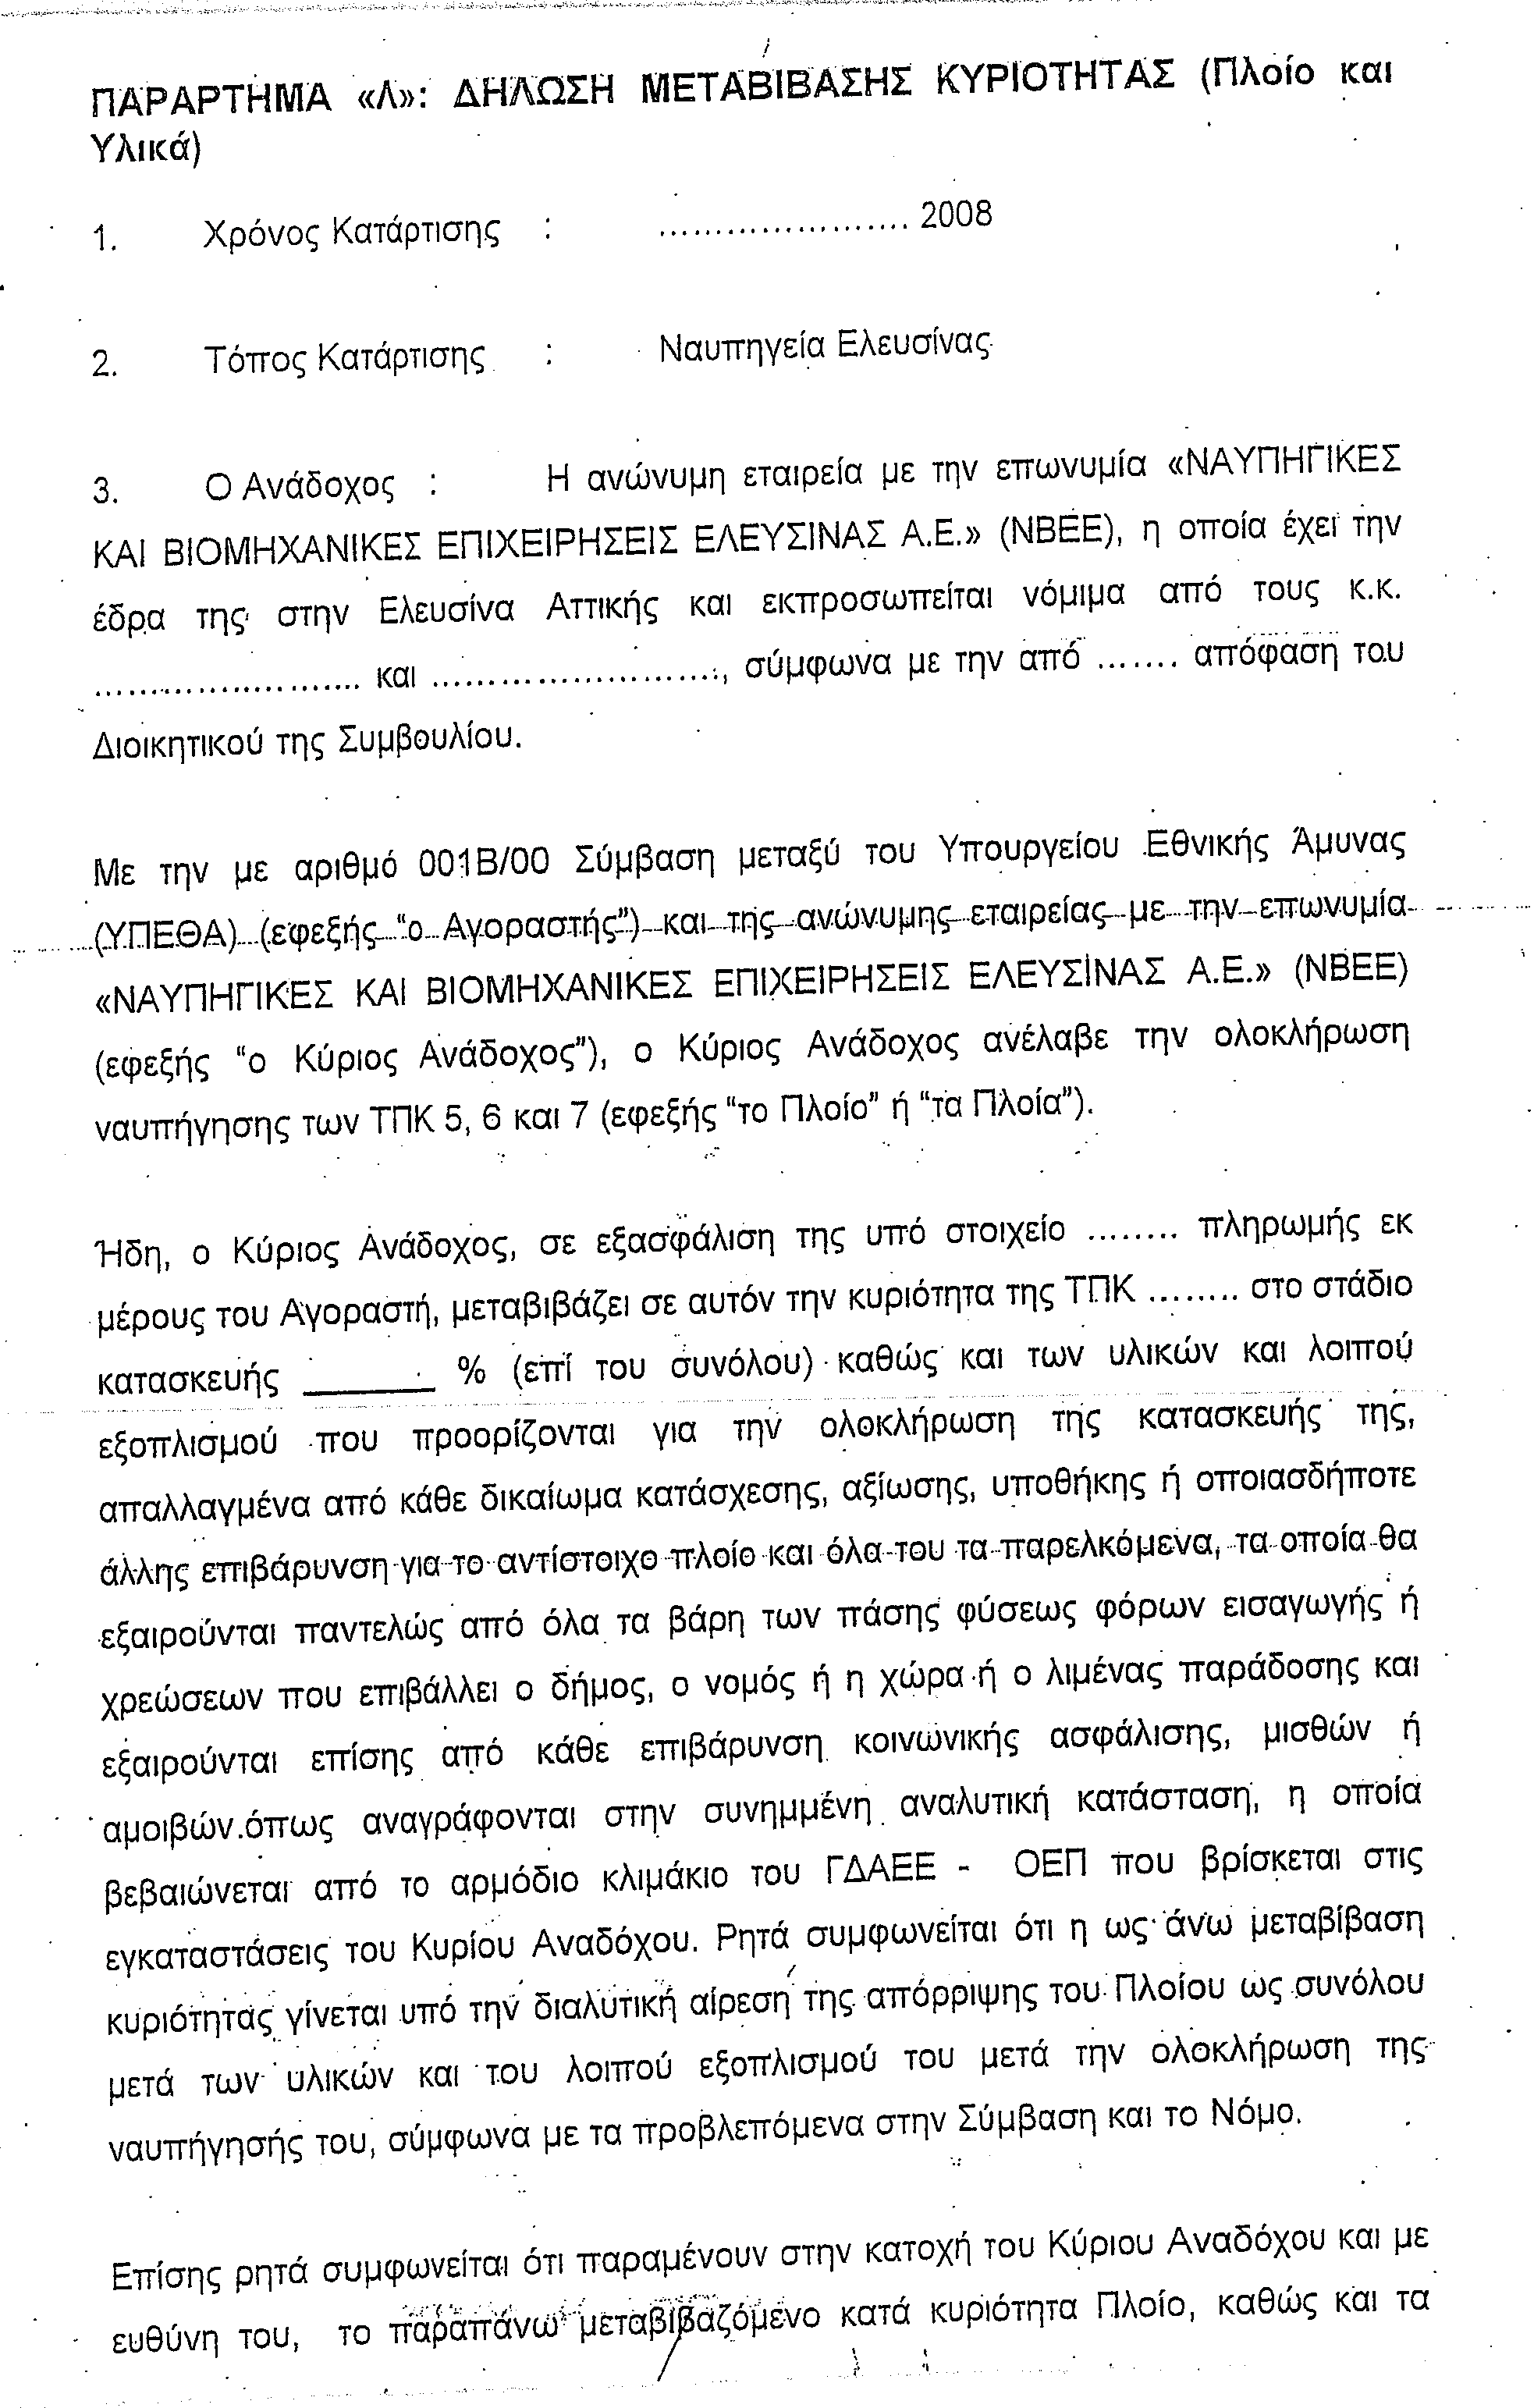 ΠΑΡΑΡΤΗΜΑ «Λ»: ΔΗΛΩΣΗ ΜΕΤΑΒΙΒΑΣΗΣ ΚΥΡΙΟΤΗΤΑΣ (Πλοίο και
Υλικά)
1. Χρόνος Κατάρτισης : ...................... 2008
2. Τόπος Κατάρτισης : Ναυπηγεία Ελευσίνας
3. Ο Ανάδοχος : Η ανώνυμη εταιρεία με την επωνυμία «ΝΑΥΠΗΓΙΚΕΣ
ΚΑΙ ΒΙΟΜΗΧΑΝΙΚΕΣ ΕΠΙΧΕΙΡΗΣΕΙΣ ΕΛΕΥΣΙΝΑΣ Α.Ε.» (ΝΒΕΕ), η οποία έχει την
έδρα της στην Ελευσίνα Αττικής και εκπροσωπείται νόμιμα από τους κ.κ.
........................ και ........................., σύμφωνα με την από ....... απόφαση του
Διοικητικού της Συμβουλίου.
Με την με αριθμό 001Β/00 Σύμβαση μεταξύ του Υπουργείου Εθνικής Άμυνας
(ΥΠΕΘΑ) (εφεξής "ο Αγοραστής") και της ανώνυμης εταιρείας με την επωνυμία
«ΝΑΥΠΗΓΙΚΕΣ ΚΑΙ ΒΙΟΜΗΧΑΝΙΚΕΣ ΕΠΙΧΕΙΡΗΣΕΙΣ ΕΛΕΥΣΙΝΑΣ Α.Ε.» (ΝΒΕΕ)
(εφεξής "ο Κύριος Ανάδοχος"), ο Κύριος Ανάδοχος ανέλαβε την ολοκλήρωση
ναυπήγησης των ΤΠΚ 5, 6 και 7 (εφεξής "το Πλοίο" ή "τα Πλοία").
Ήδη, ο Κύριος Ανάδοχος, σε εξασφάλιση της υπό στοιχείο ........ πληρωμής εκ
μέρους του Αγοραστή, μεταβιβάζει σε αυτόν την κυριότητα της ΤΠΚ ........ στο στάδιο
κατασκευής ________ % (επί του συνόλου) καθώς και των υλικών και λοιπού
εξοπλισμού που προορίζονται για την ολοκλήρωση της κατασκευής της,
απαλλαγμένα από κάθε δικαίωμα κατάσχεσης, αξίωσης, υποθήκης ή οποιασδήποτε
άλλης επιβάρυνση για το αντίστοιχο πλοίο και όλα του τα παρελκόμενα, τα οποία θα
εξαιρούνται παντελώς από όλα τα βάρη των πάσης φύσεως φόρων εισαγωγής ή
χρεώσεων που επιβάλλει ο δήμος, ο νομός ή η χώρα ή ο λιμένας παράδοσης και
εξαιρούνται επίσης από κάθε επιβάρυνση κοινωνικής ασφάλισης, μισθών ή
αμοιβών.όπως αναγράφονται στην συνημμένη αναλυτική κατάσταση, η οποία
βεβαιώνεται από το αρμόδιο κλιμάκιο του ΓΔΑΕΕ - ΟΕΠ που βρίσκεται στις
εγκαταστάσεις του Κυρίου Αναδόχου. Ρητά συμφωνείται ότι η ως άνω μεταβίβαση
κυριότητας γίνεται υπό την διαλυτική αίρεση της απόρριψης του Πλοίου ως συνόλου
μετά των υλικών και του λοιπού εξοπλισμού του μετά την ολοκλήρωση της
ναυπήγησής του, σύμφωνα με τα προβλεπόμενα στην Σύμβαση και το Νόμο.
Επίσης ρητά συμφωνείται ότι παραμένουν στην κατοχή του Κύριου Αναδόχου και με
ευθύνη του, το παραπάνω μεταβιβαζόμενο κατά κυριότητα Πλοίο, καθώς και τα